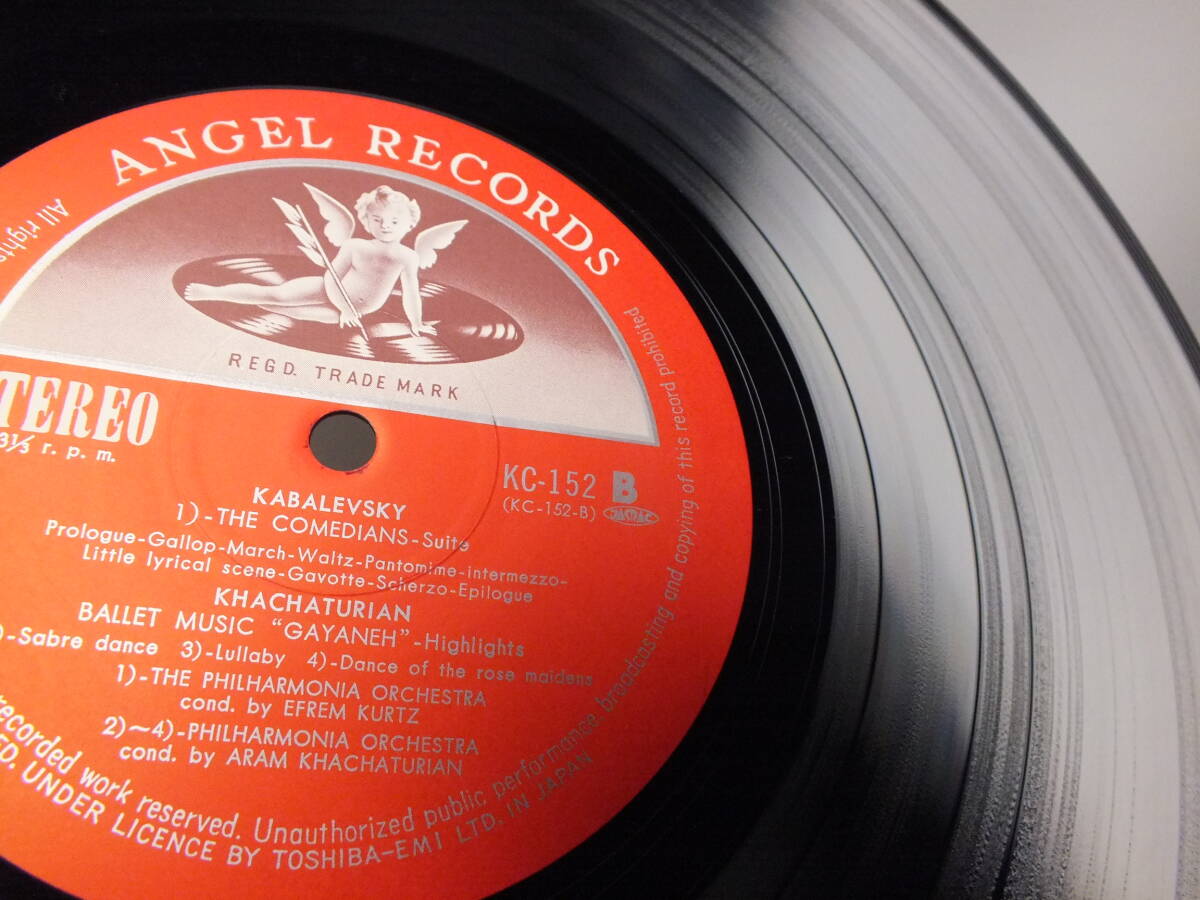 ANGEL RECORDS
REGD. TRADE MARK
TEREO
3⅓ r. p. m.
KC-152 B
(KC-152-B) JASRAC
KABALEVSKY
1)-THE COMEDIANS-Suite
Prologue-Gallop-March-Waltz-Pantomime-intermezzo-
Little lyrical scene-Gavotte-Scherzo-Epilogue
KHACHATURIAN
BALLET MUSIC "GAYANEH"-Highlights
)-Sabre dance 3)-Lullaby 4)-Dance of the rose maidens
1)-THE PHILHARMONIA ORCHESTRA
cond. by EFREM KURTZ
2)~4)-PHILHARMONIA ORCHESTRA
cond. by ARAM KHACHATURIAN
All rights
recorded work reserved. Unauthorized public performance, broadcasting and copying of this record prohibited
D. UNDER LICENCE BY TOSHIBA-EMI LTD. IN JAPAN